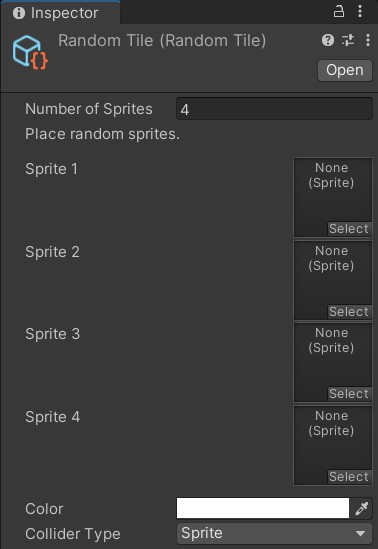 Inspector
Random Tile (Random Tile)
Open
Number of Sprites 4
Place random sprites.
Sprite 1
None
(Sprite)
Select
Sprite 2
None
(Sprite)
Select
Sprite 3
None
(Sprite)
Select
Sprite 4
None
(Sprite)
Select
Color
Collider Type Sprite